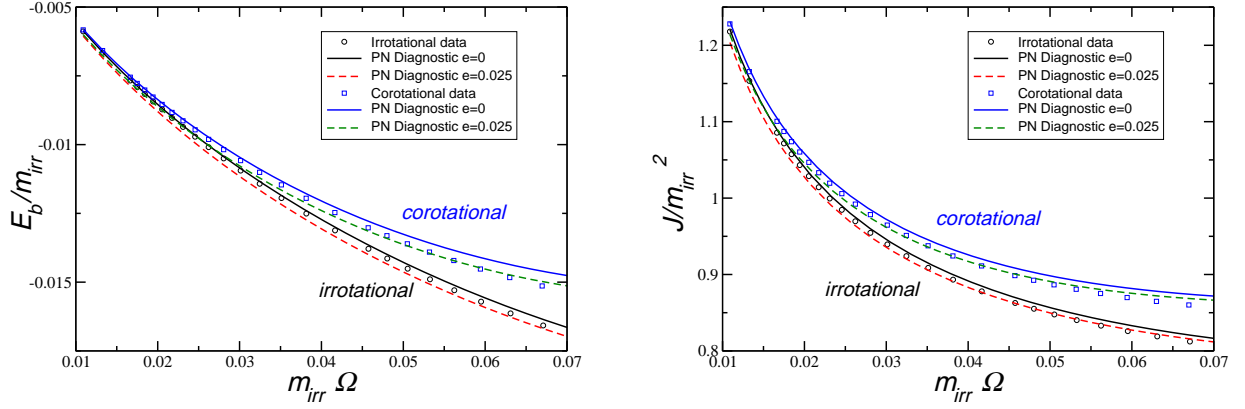 -0.005
-0.01
-0.015
E_b/m_irr
0.01 0.02 0.03 0.04 0.05 0.06 0.07
m_irr Ω
Irrotational data
PN Diagnostic e=0
PN Diagnostic e=0.025
Corotational data
PN Diagnostic e=0
PN Diagnostic e=0.025
corotational
irrotational
1.2
1.1
1
0.9
0.8
J/m_irr^2
0.01 0.02 0.03 0.04 0.05 0.06 0.07
m_irr Ω
Irrotational data
PN Diagnostic e=0
PN Diagnostic e=0.025
Corotational data
PN Diagnostic e=0
PN Diagnostic e=0.025
corotational
irrotational